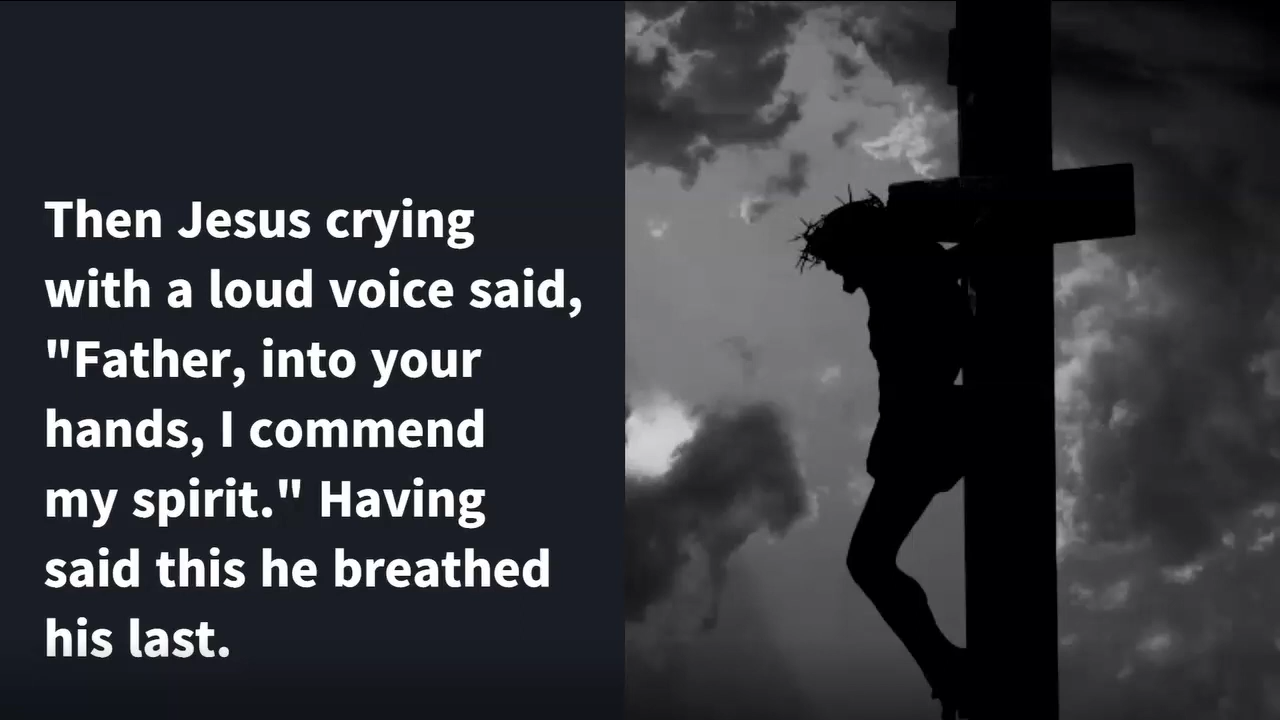 Then Jesus crying
with a loud voice said,
"Father, into your
hands, I commend
my spirit." Having
said this he breathed
his last.